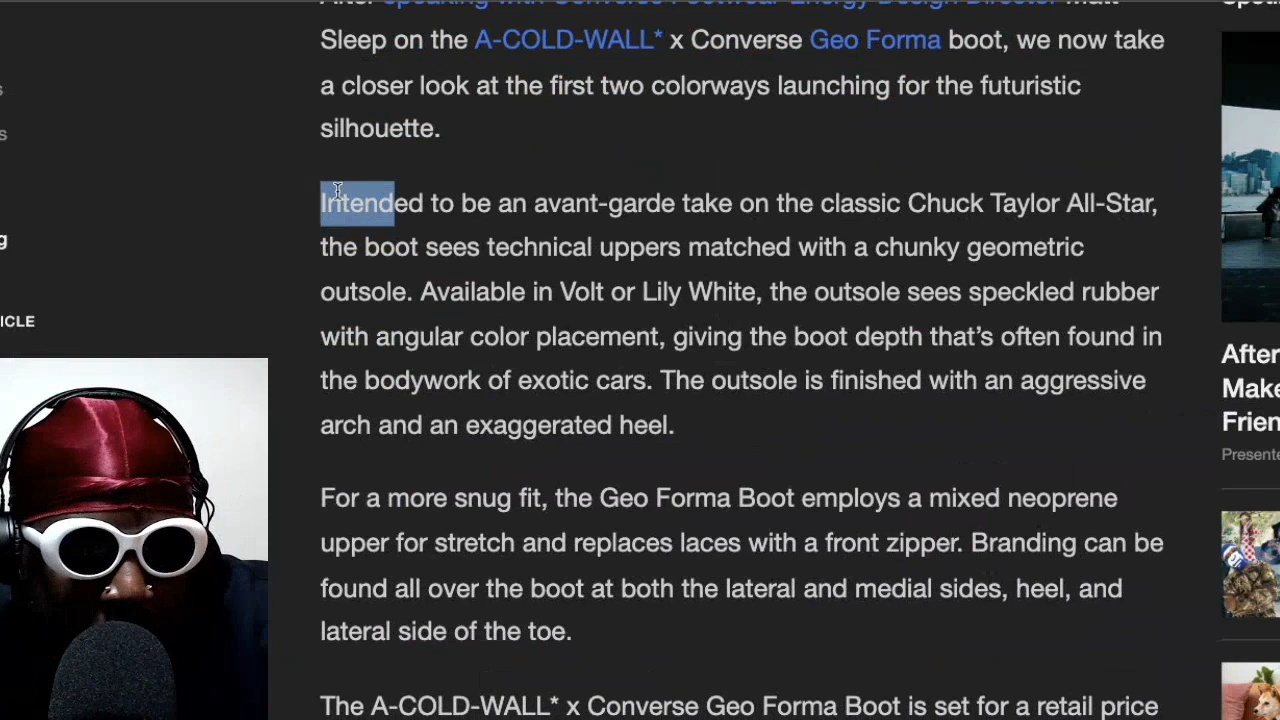 Sleep on the A-COLD-WALL* x Converse Geo Forma boot, we now take
a closer look at the first two colorways launching for the futuristic
silhouette.
Intended to be an avant-garde take on the classic Chuck Taylor All-Star,
the boot sees technical uppers matched with a chunky geometric
outsole. Available in Volt or Lily White, the outsole sees speckled rubber
with angular color placement, giving the boot depth that’s often found in
the bodywork of exotic cars. The outsole is finished with an aggressive
arch and an exaggerated heel.
For a more snug fit, the Geo Forma Boot employs a mixed neoprene
upper for stretch and replaces laces with a front zipper. Branding can be
found all over the boot at both the lateral and medial sides, heel, and
lateral side of the toe.
The A-COLD-WALL* x Converse Geo Forma Boot is set for a retail price
ICLE
After
Make
Frien
Presente